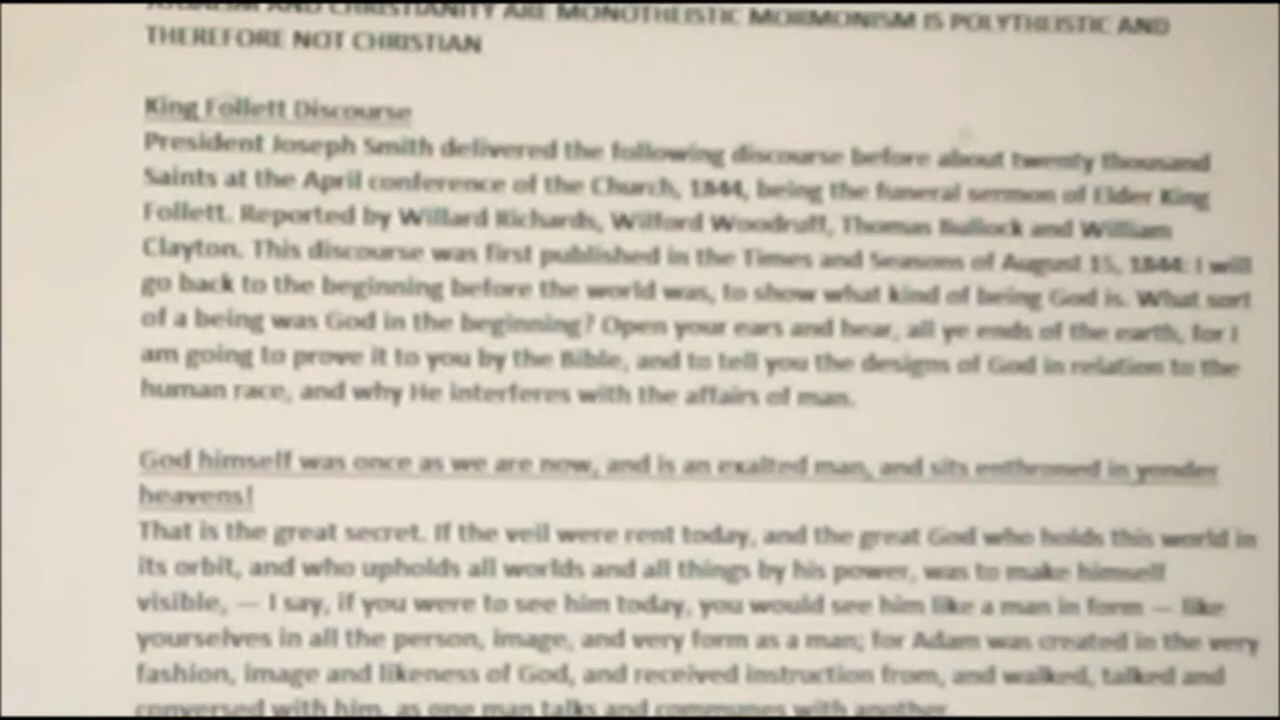 JUDAISM AND CHRISTIANITY ARE MONOTHEISTIC MORMONISM IS POLYTHEISTIC AND
THEREFORE NOT CHRISTIAN
King Follett Discourse
President Joseph Smith delivered the following discourse before about twenty thousand
Saints at the April conference of the Church, 1844, being the funeral sermon of Elder King
Follett. Reported by Willard Richards, Wilford Woodruff, Thomas Bullock and William
Clayton. This discourse was first published in the Times and Seasons of August 15, 1844: I will
go back to the beginning before the world was, to show what kind of being God is. What sort
of a being was God in the beginning? Open your ears and hear, all ye ends of the earth, for I
am going to prove it to you by the Bible, and to tell you the designs of God in relation to the
human race, and why He interferes with the affairs of man.
God himself was once as we are now, and is an exalted man, and sits enthroned in yonder
heavens!
That is the great secret. If the veil were rent today, and the great God who holds this world in
its orbit, and who upholds all worlds and all things by his power, was to make himself
visible, — I say, if you were to see him today, you would see him like a man in form — like
yourselves in all the person, image, and very form as a man; for Adam was created in the very
fashion, image and likeness of God, and received instruction from, and walked, talked and
conversed with him, as one man talks and communes with another.